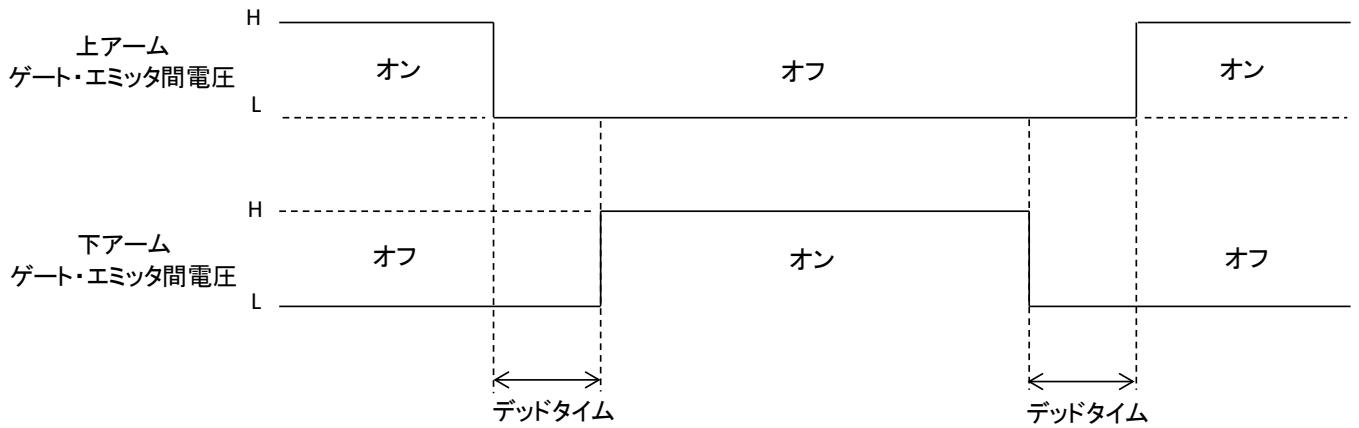 H
上アーム
ゲート・エミッタ間電圧
オン
オフ
オン
L
H
下アーム
ゲート・エミッタ間電圧
オフ
オン
オフ
L
デッドタイム
デッドタイム